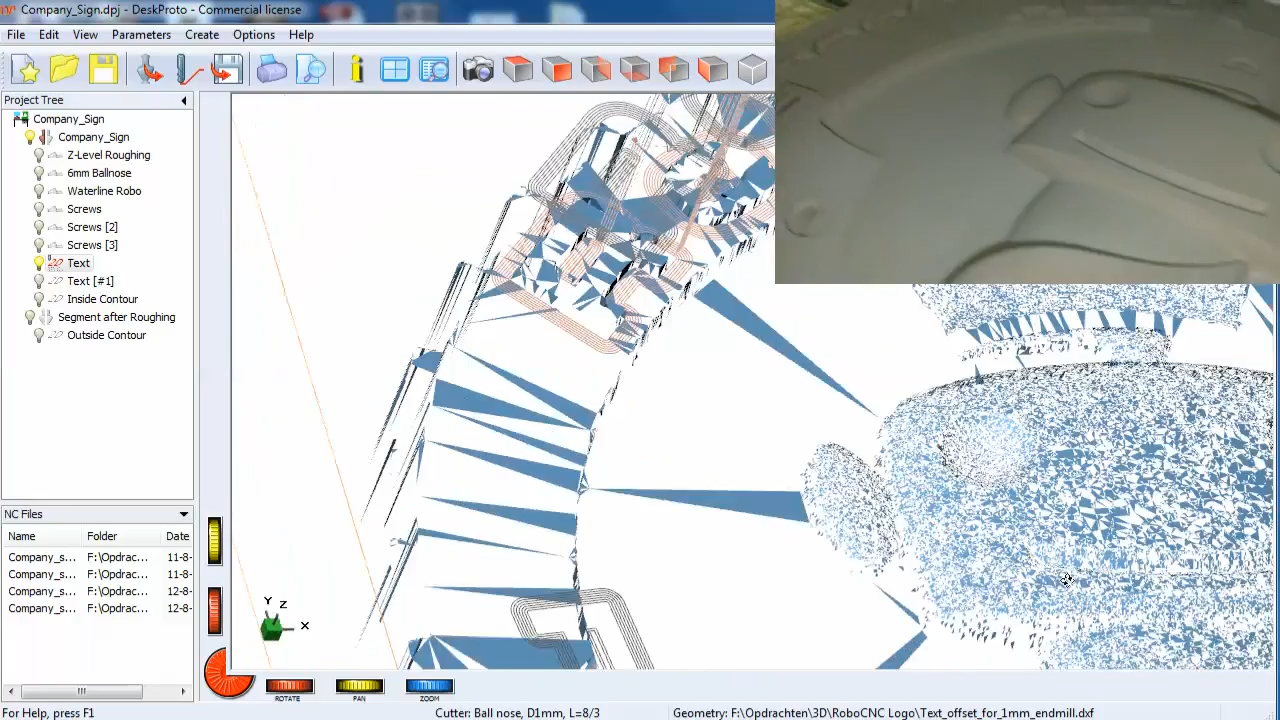 Company_Sign.dpj - DeskProto - Commercial license
File Edit View Parameters Create Options Help
Project Tree
Company_Sign
Company_Sign
Z-Level Roughing
6mm Ballnose
Waterline Robo
Screws
Screws [2]
Screws [3]
Text
Text [#1]
Inside Contour
Segment after Roughing
Outside Contour
NC Files
Name Folder Date
Company_s... F:\Opdrac... 11-8-
Company_s... F:\Opdrac... 11-8-
Company_s... F:\Opdrac... 12-8-
Company_s... F:\Opdrac... 12-8-
Y Z
X
ROTATE PAN ZOOM
For Help, press F1 Cutter: Ball nose, D1mm, L=8/3 Geometry: F:\Opdrachten\3D\RoboCNC Logo\Text_offset_for_1mm_endmill.dxf